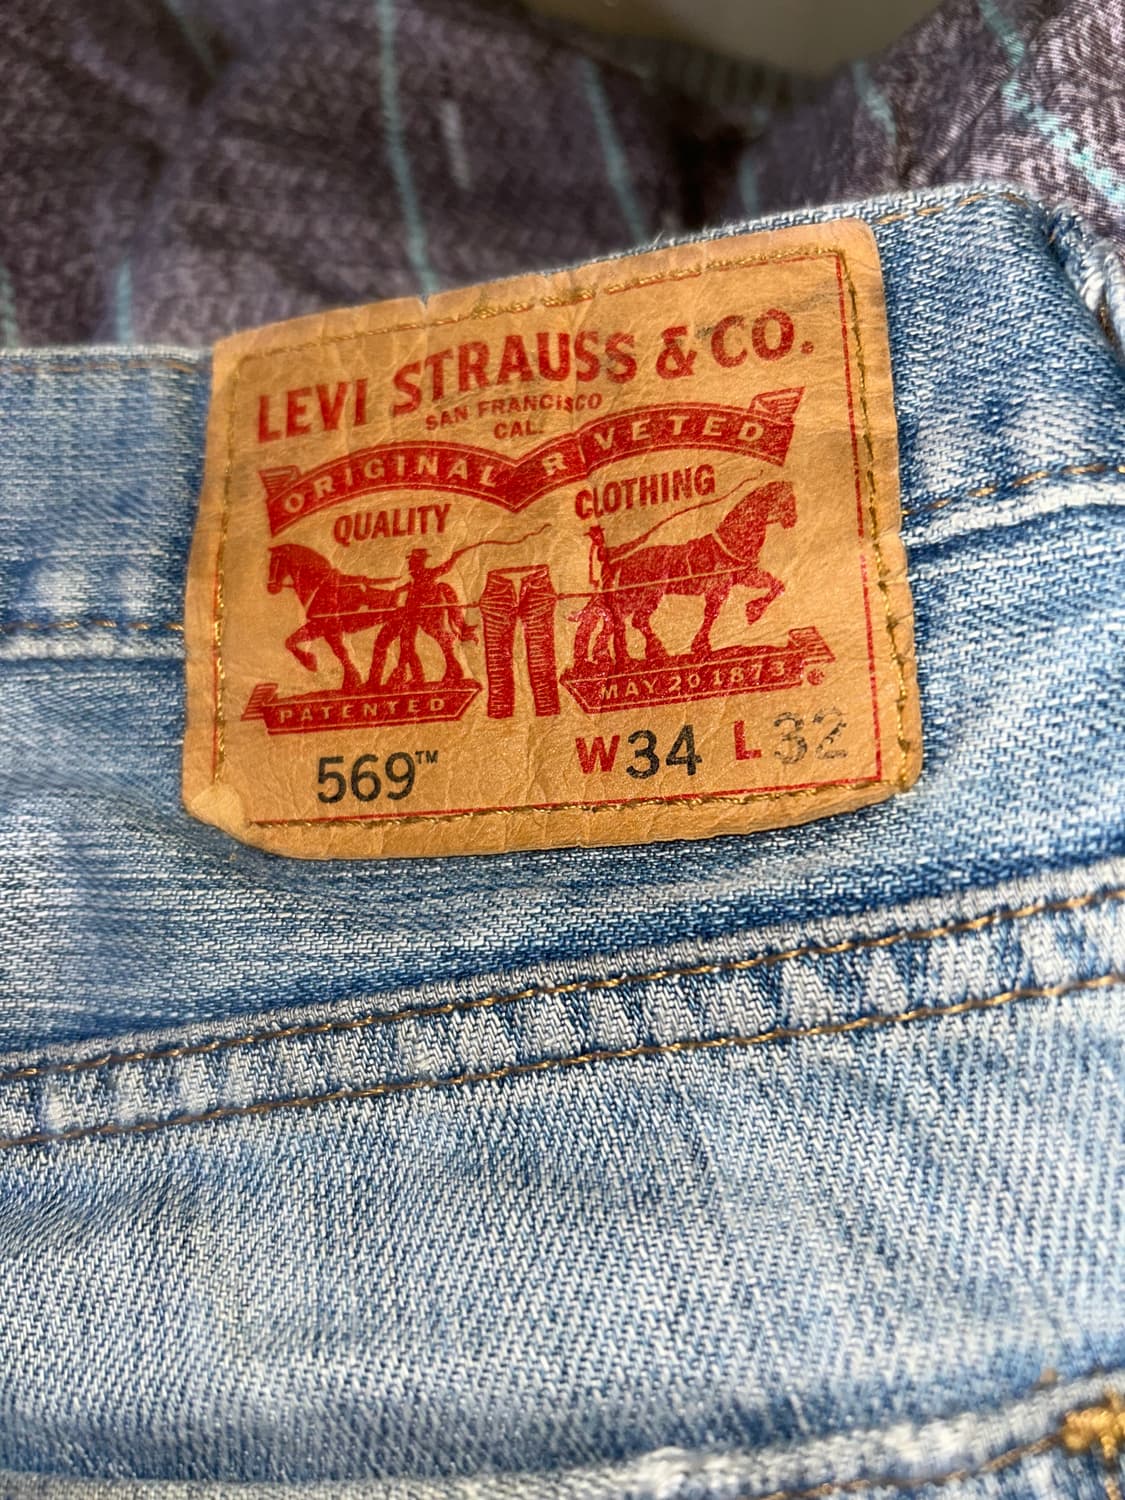 LEVI STRAUSS & CO.
SAN FRANCISCO
CAL.
ORIGINAL RIVETED
QUALITY CLOTHING
PATENTED MAY 20 1873 ®
569™ W34 L32